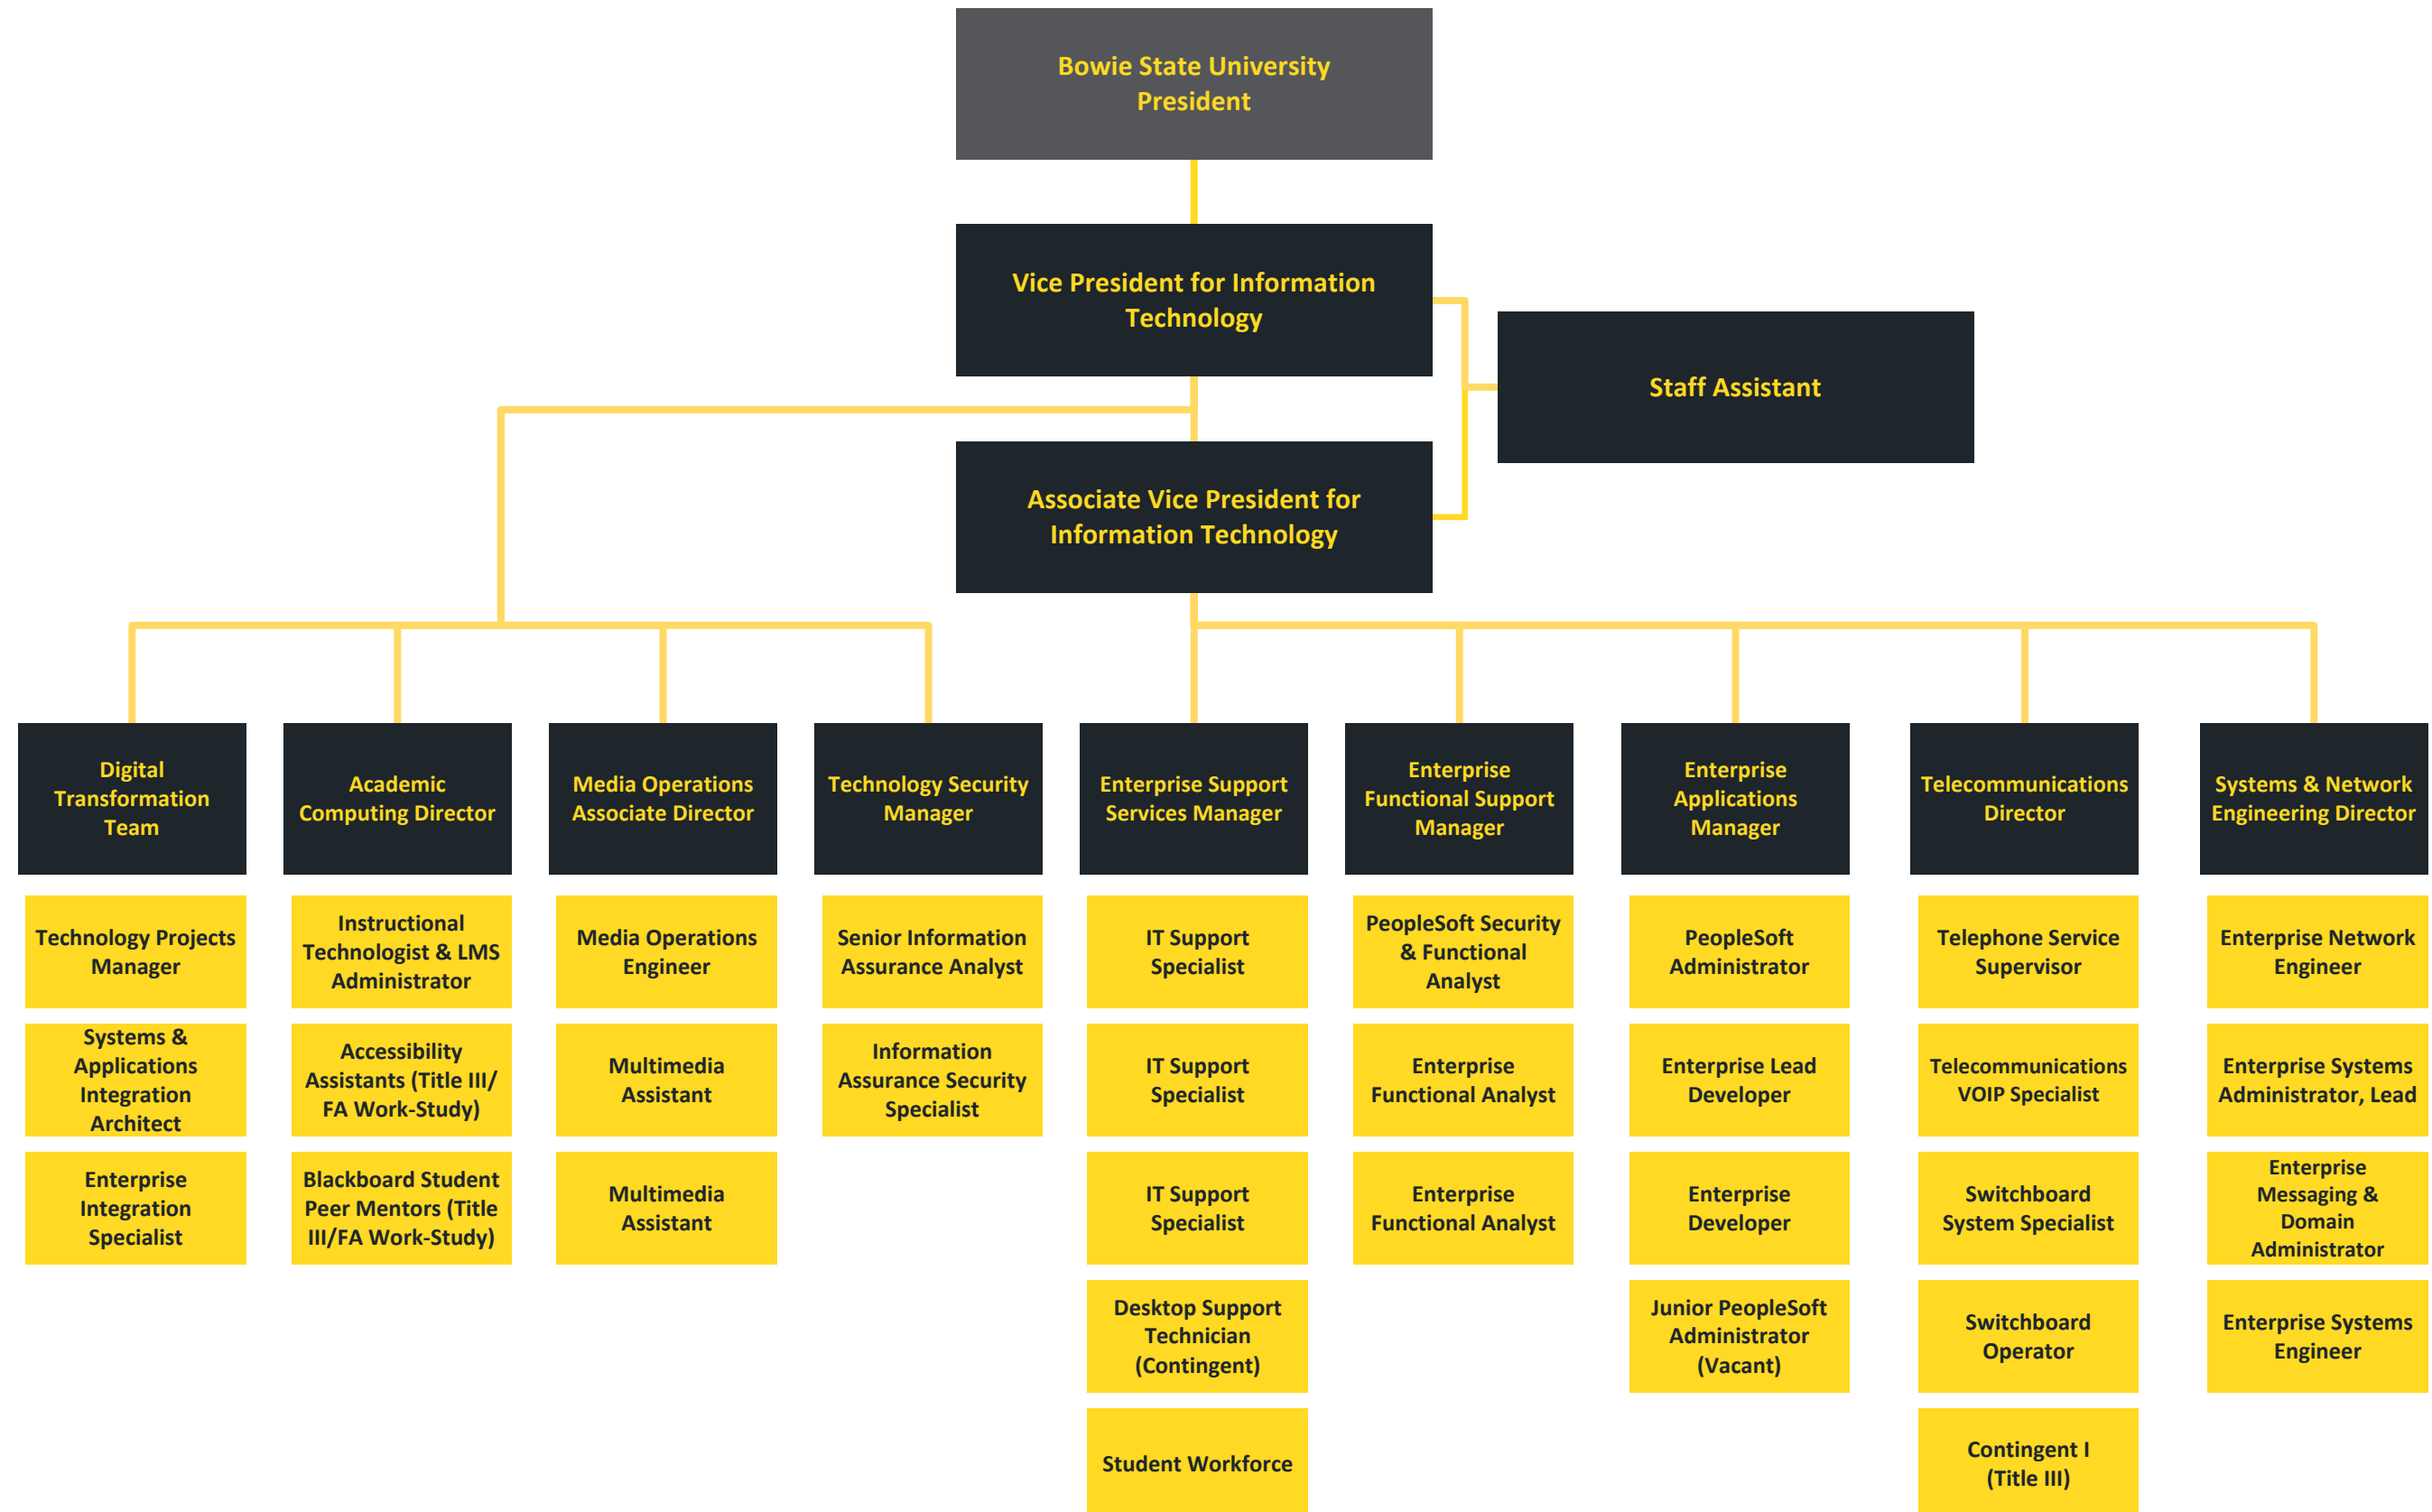 Bowie State University
President
Vice President for Information
Technology
Staff Assistant
Associate Vice President for
Information Technology
Digital
Transformation
Team
Academic
Computing Director
Media Operations
Associate Director
Technology Security
Manager
Enterprise Support
Services Manager
Enterprise
Functional Support
Manager
Enterprise
Applications
Manager
Telecommunications
Director
Systems & Network
Engineering Director
Technology Projects
Manager
Instructional
Technologist & LMS
Administrator
Media Operations
Engineer
Senior Information
Assurance Analyst
IT Support
Specialist
PeopleSoft Security
& Functional
Analyst
PeopleSoft
Administrator
Telephone Service
Supervisor
Enterprise Network
Engineer
Systems &
Applications
Integration
Architect
Accessibility
Assistants (Title III/
FA Work-Study)
Multimedia
Assistant
Information
Assurance Security
Specialist
IT Support
Specialist
Enterprise
Functional Analyst
Enterprise Lead
Developer
Telecommunications
VOIP Specialist
Enterprise Systems
Administrator, Lead
Enterprise
Integration
Specialist
Blackboard Student
Peer Mentors (Title
III/FA Work-Study)
Multimedia
Assistant
IT Support
Specialist
Enterprise
Functional Analyst
Enterprise
Developer
Switchboard
System Specialist
Enterprise
Messaging &
Domain
Administrator
Desktop Support
Technician
(Contingent)
Junior PeopleSoft
Administrator
(Vacant)
Switchboard
Operator
Enterprise Systems
Engineer
Student Workforce
Contingent I
(Title III)